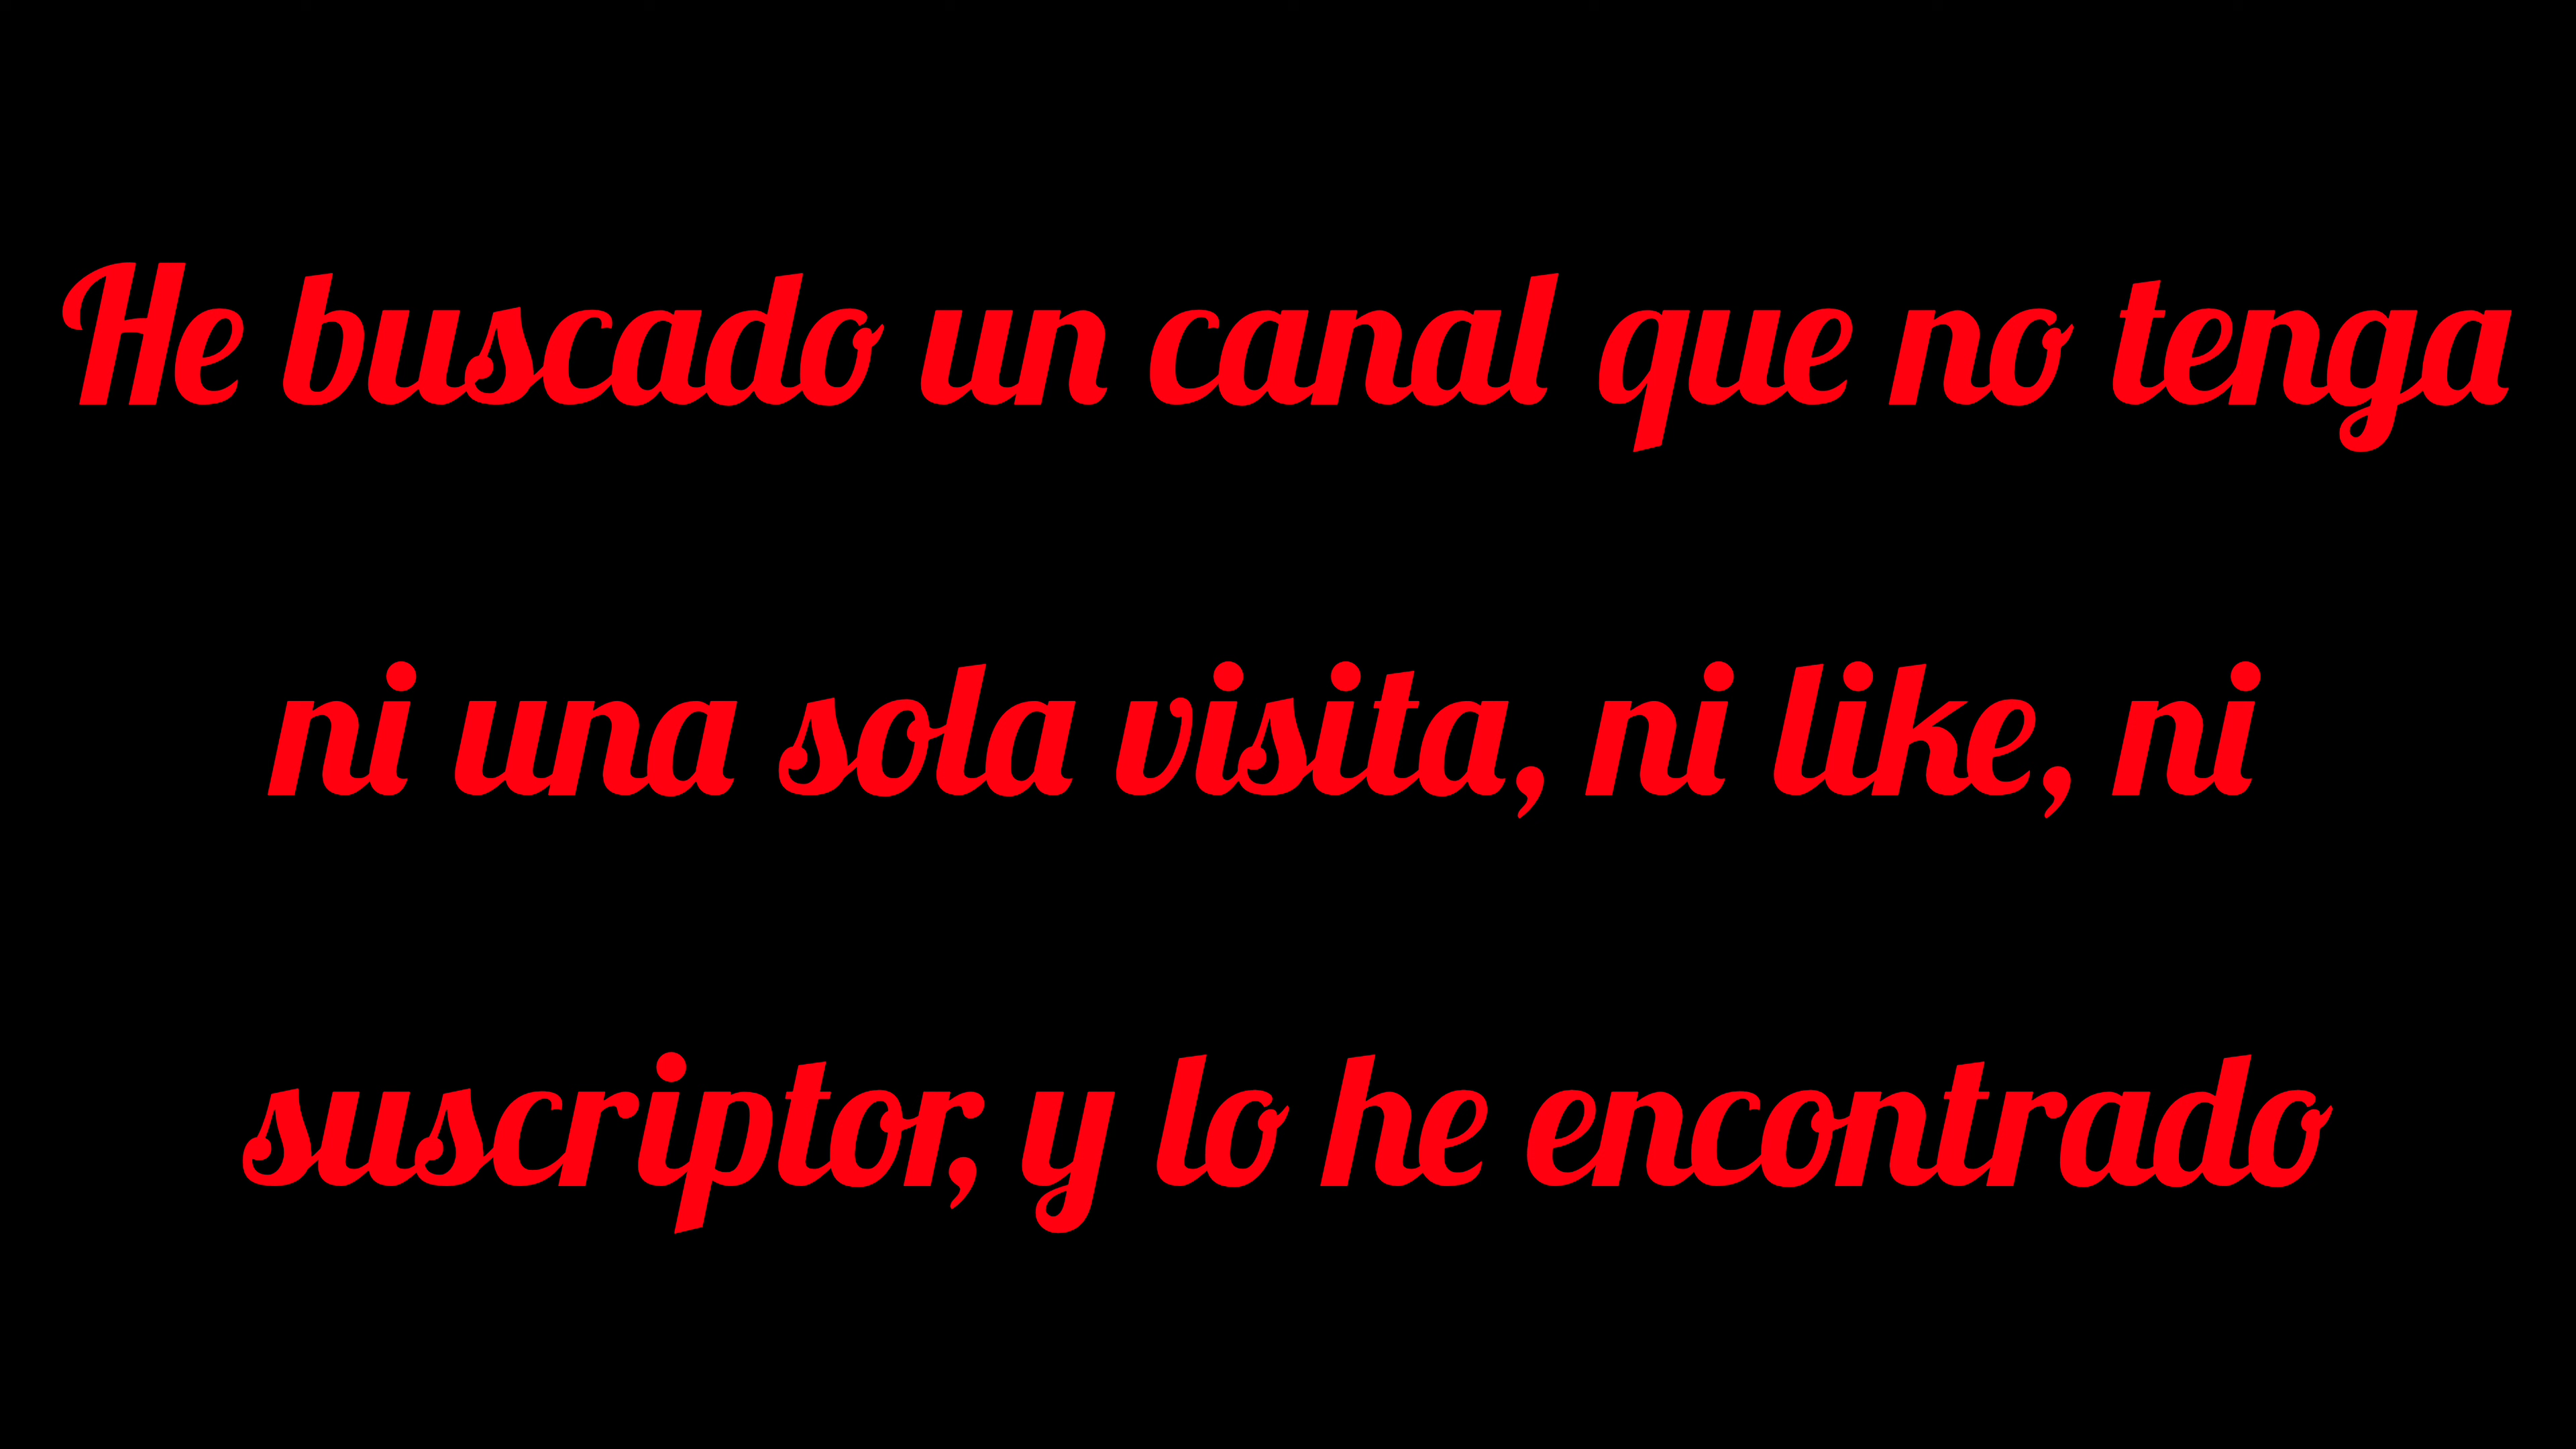 He buscado un canal que no tenga
ni una sola visita, ni like, ni
suscriptor, y lo he encontrado